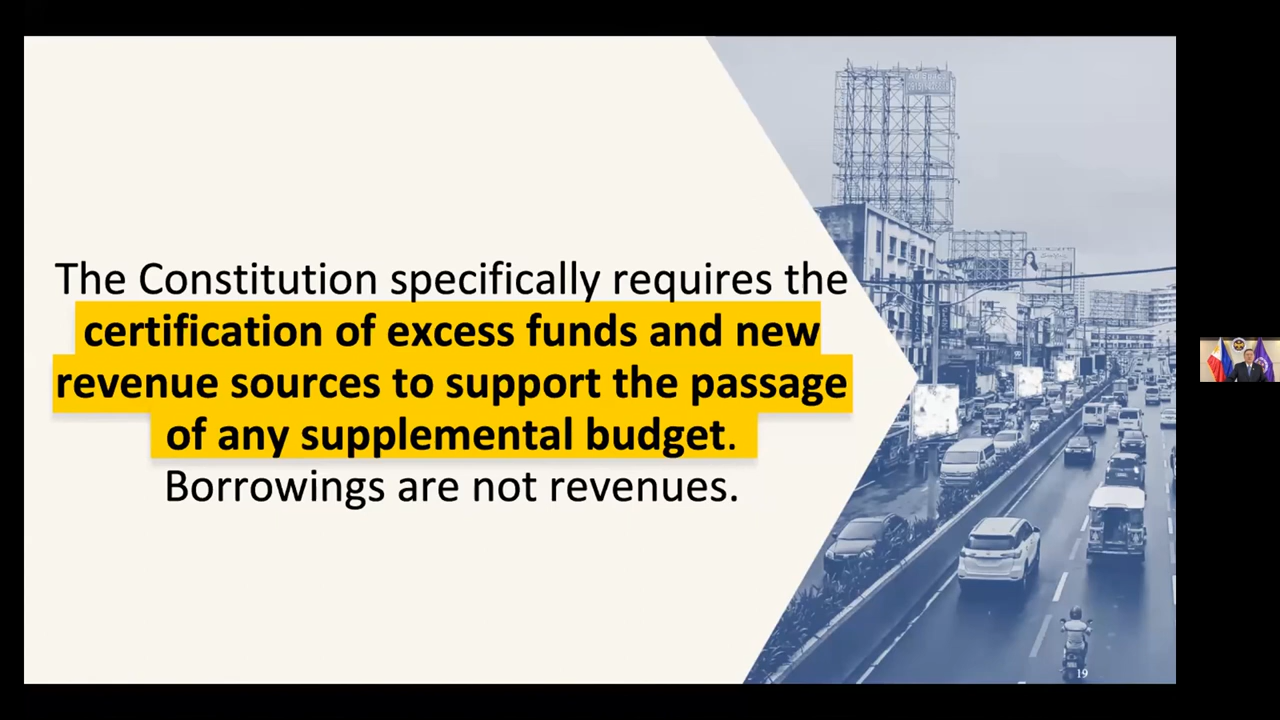 The Constitution specifically requires the
certification of excess funds and new
revenue sources to support the passage
of any supplemental budget.
Borrowings are not revenues.
19